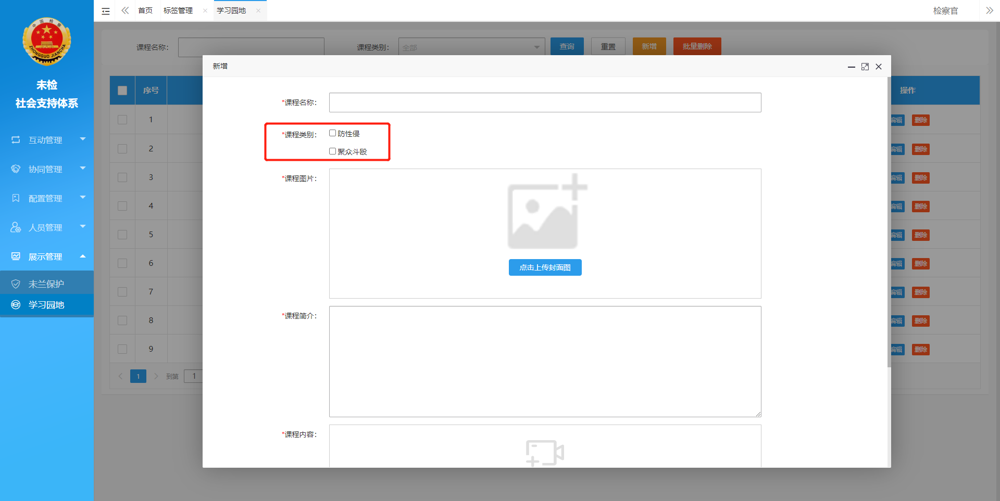 中国检察
ZHONGGUO JIANCHA
未检
社会支持体系
互动管理
协同管理
配置管理
人员管理
展示管理
未兰保护
学习园地
首页
标签管理
学习园地
检察官
课程名称：
课程类别：
全部
查询
重置
新增
批量删除
序号
操作
1
编辑
删除
2
编辑
删除
3
编辑
删除
4
编辑
删除
5
编辑
删除
6
编辑
删除
7
编辑
删除
8
编辑
删除
9
编辑
删除
1
到第
1
新增
*课程名称：
*课程类别：
防性侵
聚众斗殴
*课程图片：
点击上传封面图
*课程简介：
*课程内容：